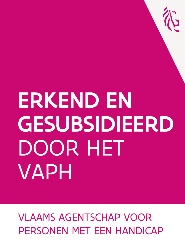 ERKEND EN
GESUBSIDIEERD
DOOR HET
VAPH
VLAAMS AGENTSCHAP VOOR
PERSONEN MET EEN HANDICAP